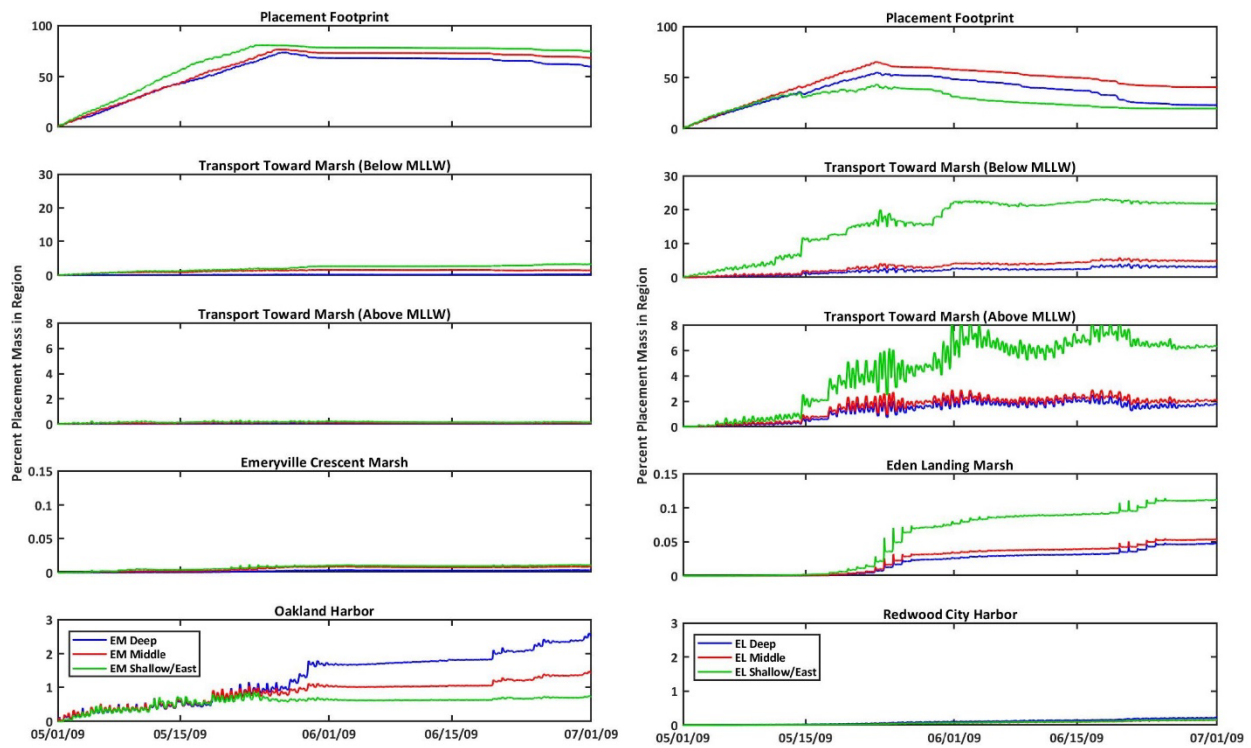 Placement Footprint
100
50
0
Transport Toward Marsh (Below MLLW)
30
20
10
0
Transport Toward Marsh (Above MLLW)
8
6
4
2
0
Emeryville Crescent Marsh
0.15
0.1
0.05
0
Oakland Harbor
3
2
1
0
EM Deep
EM Middle
EM Shallow/East
05/01/09 05/15/09 06/01/09 06/15/09 07/01/09
Percent Placement Mass in Region
Placement Footprint
100
50
0
Transport Toward Marsh (Below MLLW)
30
20
10
0
Transport Toward Marsh (Above MLLW)
8
6
4
2
0
Eden Landing Marsh
0.15
0.1
0.05
0
Redwood City Harbor
3
2
1
0
EL Deep
EL Middle
EL Shallow/East
05/01/09 05/15/09 06/01/09 06/15/09 07/01/09
Percent Placement Mass in Region